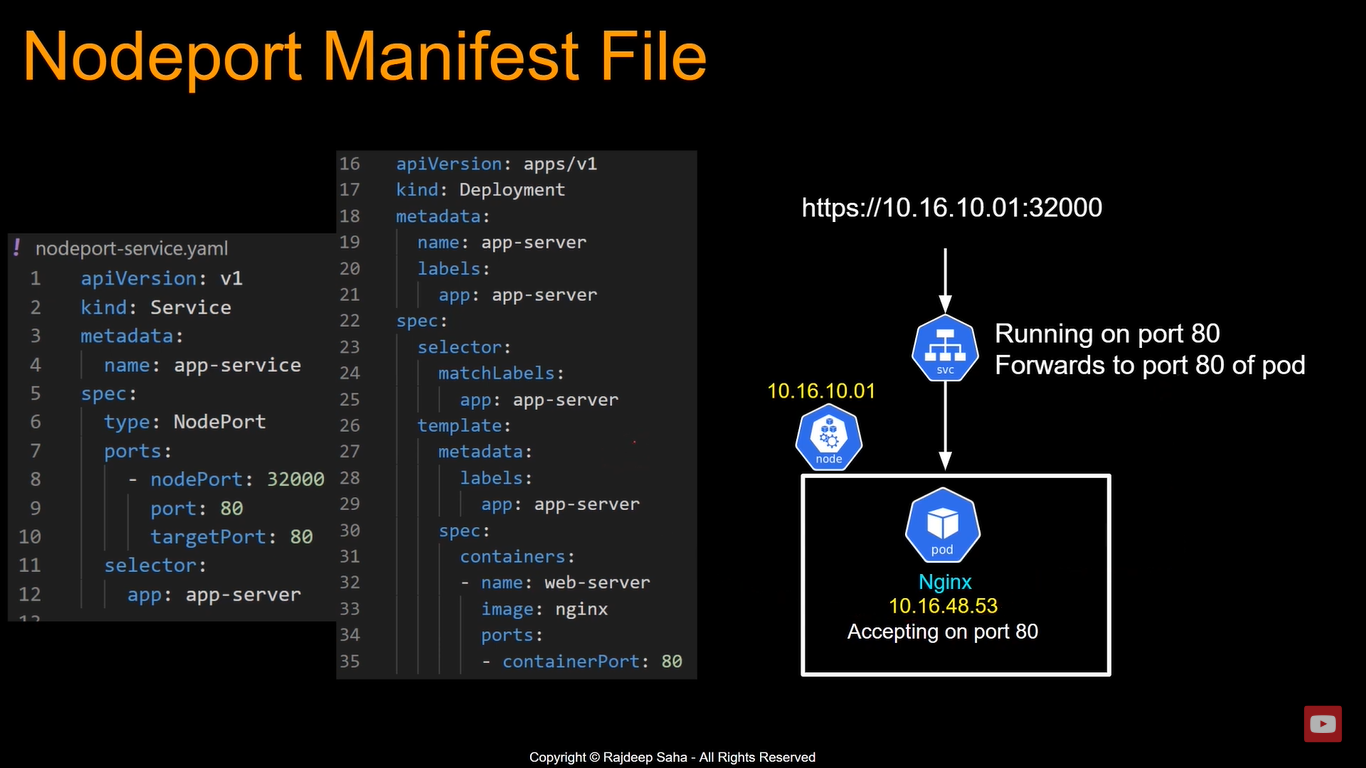 Nodeport Manifest File
! nodeport-service.yaml
1 apiVersion: v1
2 kind: Service
3 metadata:
4 name: app-service
5 spec:
6 type: NodePort
7 ports:
8 - nodePort: 32000
9 port: 80
10 targetPort: 80
11 selector:
12 app: app-server
16 apiVersion: apps/v1
17 kind: Deployment
18 metadata:
19 name: app-server
20 labels:
21 app: app-server
22 spec:
23 selector:
24 matchLabels:
25 app: app-server
26 template:
27 metadata:
28 labels:
29 app: app-server
30 spec:
31 containers:
32 - name: web-server
33 image: nginx
34 ports:
35 - containerPort: 80
https://10.16.10.01:32000
svc
Running on port 80
Forwards to port 80 of pod
10.16.10.01
node
pod
Nginx
10.16.48.53
Accepting on port 80
Copyright © Rajdeep Saha - All Rights Reserved